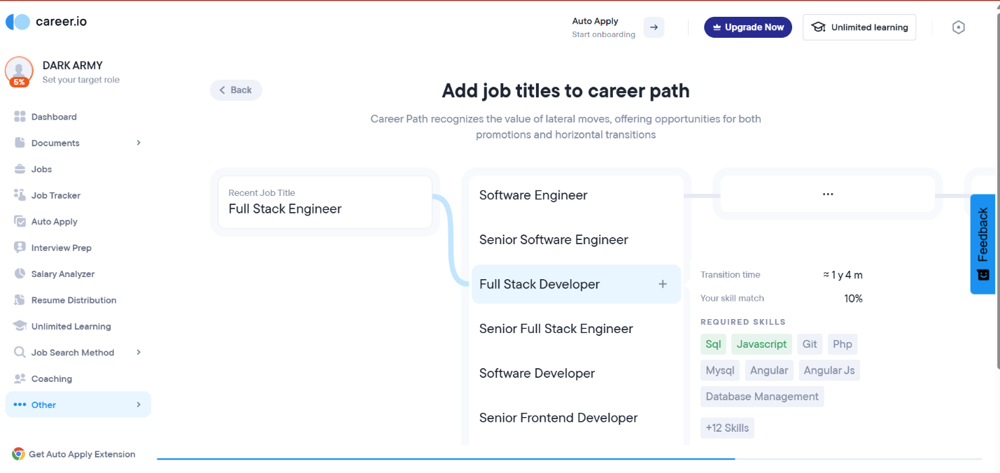 career.io
Auto Apply
Start onboarding
Upgrade Now
Unlimited learning
DARK ARMY
Set your target role
5%
Dashboard
Documents
Jobs
Job Tracker
Auto Apply
Interview Prep
Salary Analyzer
Resume Distribution
Unlimited Learning
Job Search Method
Coaching
Other
Get Auto Apply Extension
Back
Add job titles to career path
Career Path recognizes the value of lateral moves, offering opportunities for both
promotions and horizontal transitions
Recent Job Title
Full Stack Engineer
Software Engineer
Senior Software Engineer
Full Stack Developer +
Senior Full Stack Engineer
Software Developer
Senior Frontend Developer
...
Transition time ≈ 1 y 4 m
Your skill match 10%
REQUIRED SKILLS
Sql Javascript Git Php
Mysql Angular Angular Js
Database Management
+12 Skills
Feedback